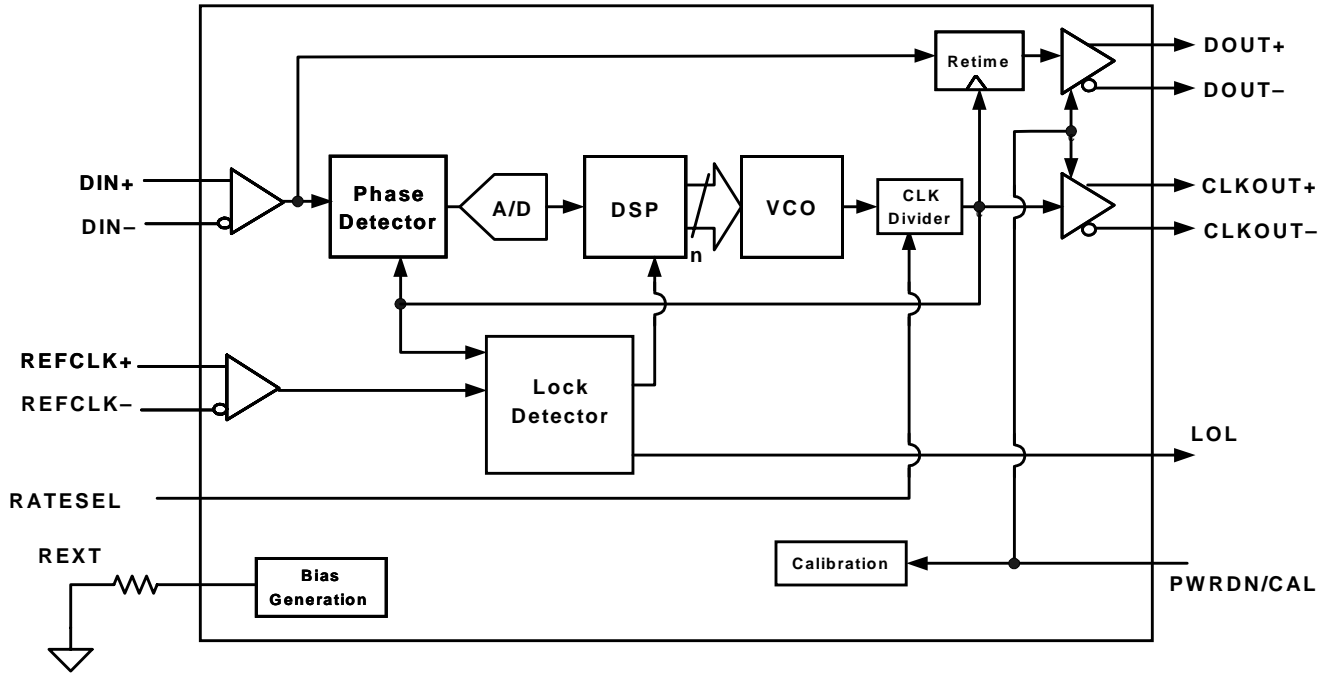 DOUT+
Retime
DOUT–
DIN+
Phase
Detector
A/D
DSP
n
VCO
CLK
Divider
CLKOUT+
DIN–
CLKOUT–
REFCLK+
REFCLK–
Lock
Detector
LOL
RATESEL
REXT
Bias
Generation
Calibration
PWRDN/CAL